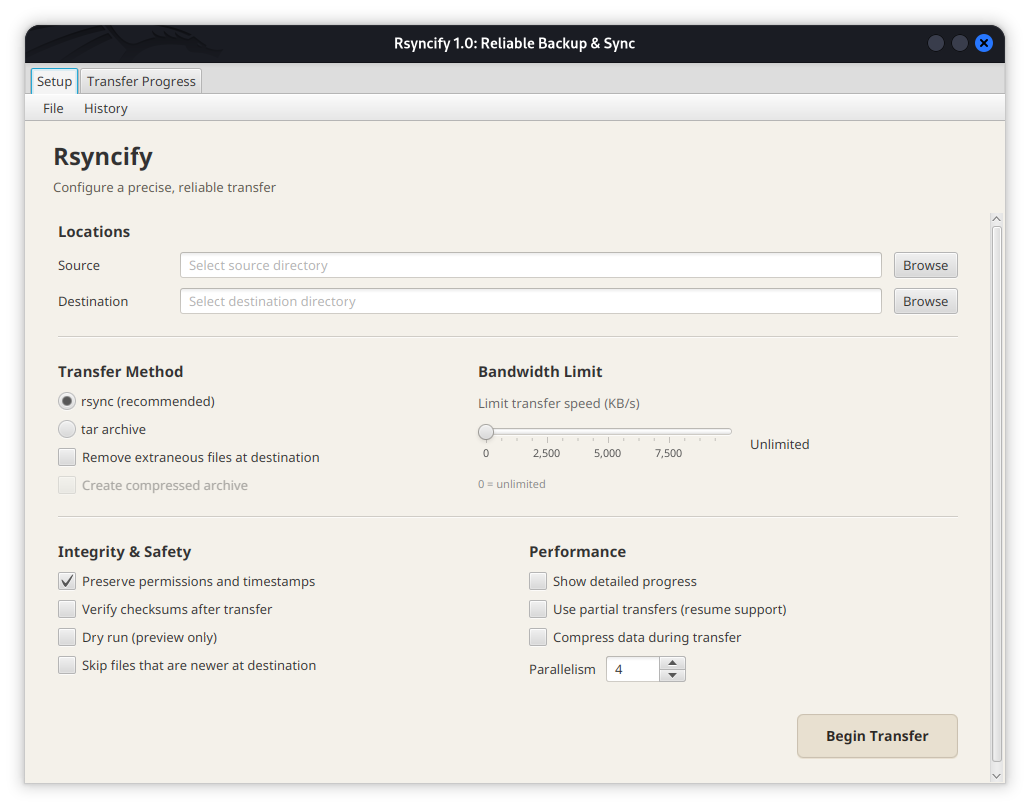 Rsyncify 1.0: Reliable Backup & Sync
Setup Transfer Progress
File History
Rsyncify
Configure a precise, reliable transfer
Locations
Source Select source directory Browse
Destination Select destination directory Browse
Transfer Method
rsync (recommended)
tar archive
Remove extraneous files at destination
Create compressed archive
Bandwidth Limit
Limit transfer speed (KB/s)
0 2,500 5,000 7,500
Unlimited
0 = unlimited
Integrity & Safety
Preserve permissions and timestamps
Verify checksums after transfer
Dry run (preview only)
Skip files that are newer at destination
Performance
Show detailed progress
Use partial transfers (resume support)
Compress data during transfer
Parallelism 4
Begin Transfer